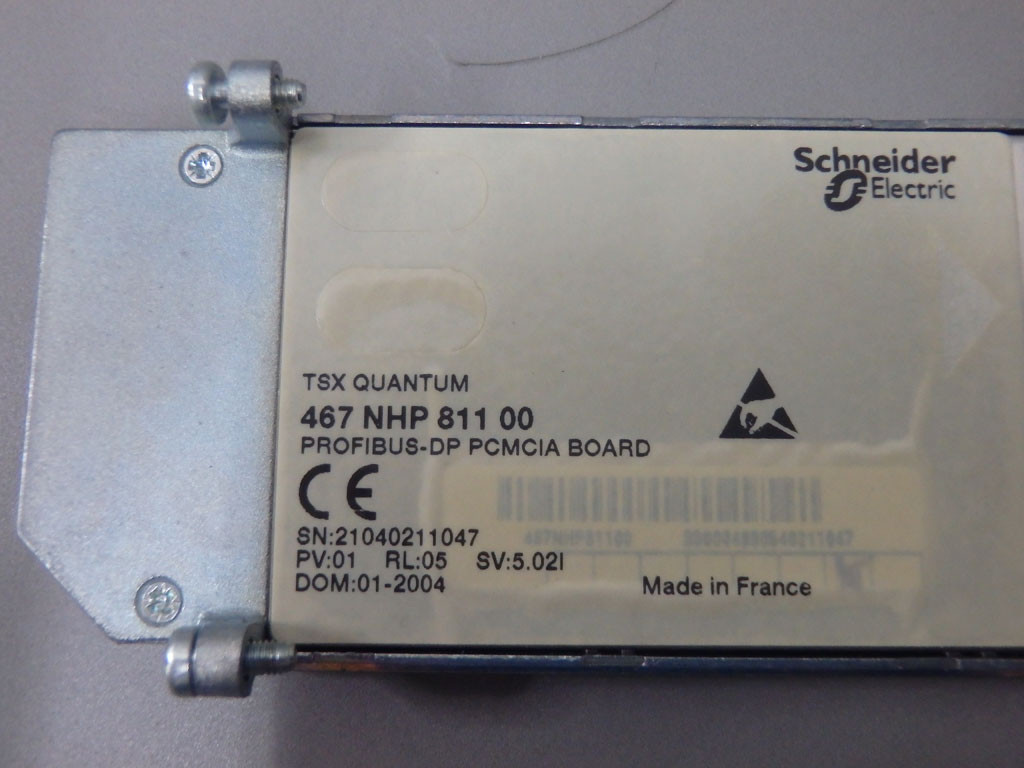 Schneider
Electric
TSX QUANTUM
467 NHP 811 00
PROFIBUS-DP PCMCIA BOARD
CE
467NHP81100
SN:21040211047
PV:01 RL:05 SV:5.02I
DOM:01-2004
Made in France